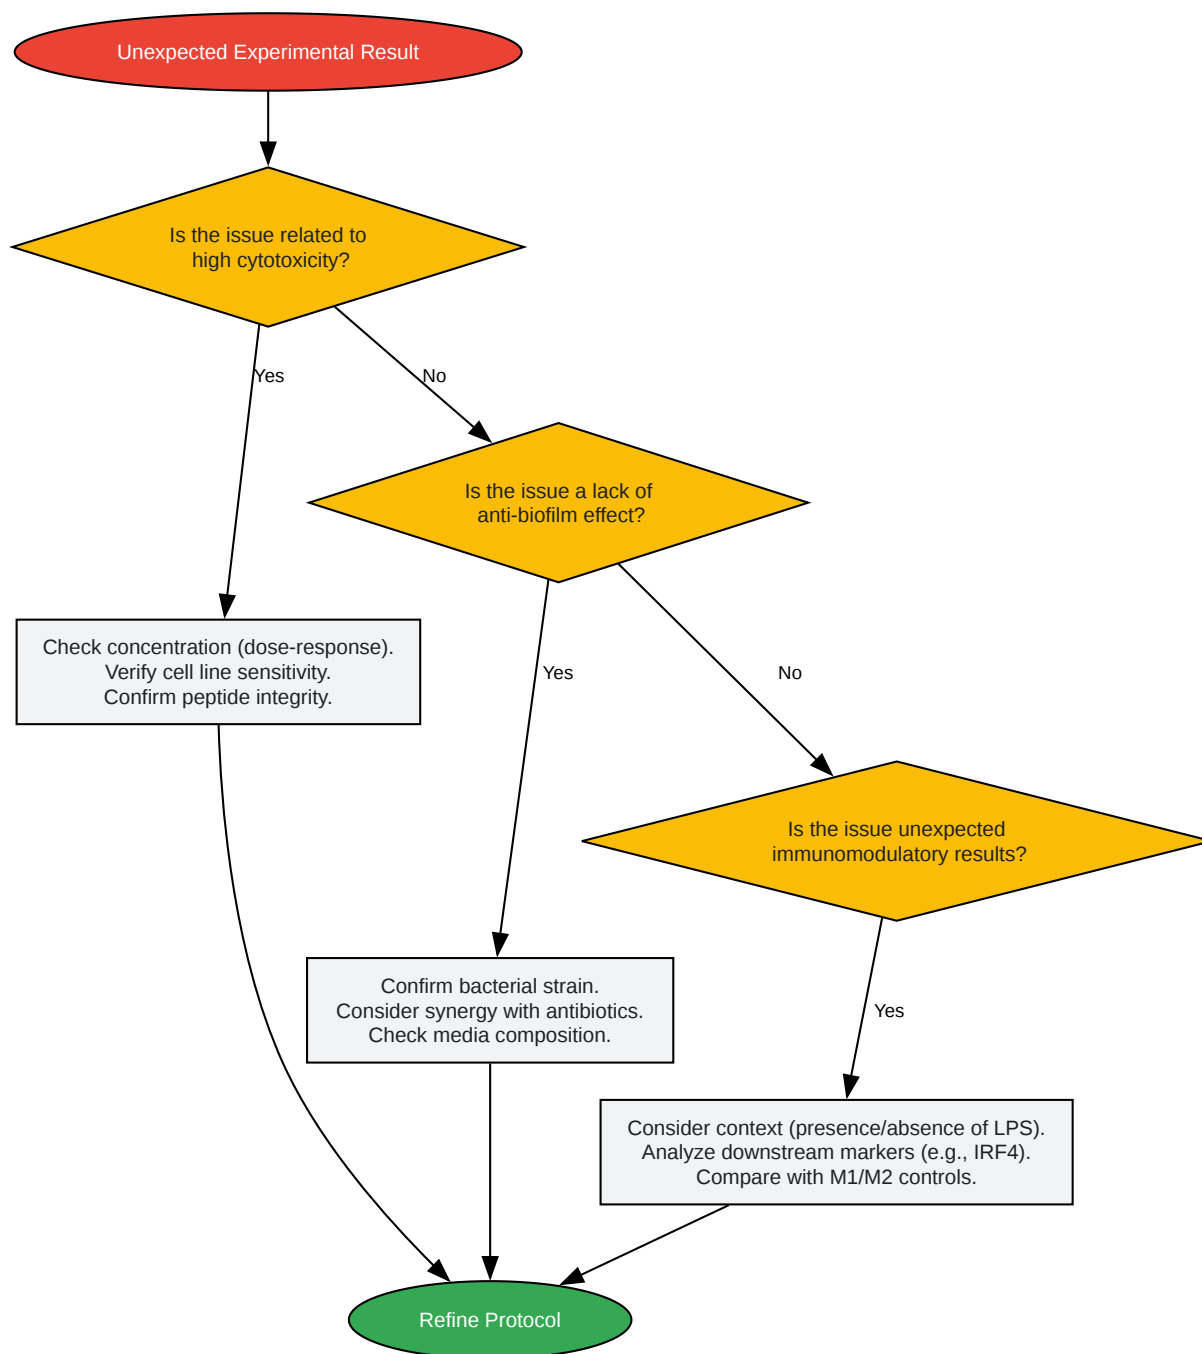 Unexpected Experimental Result
Is the issue related to
high cytotoxicity?
Yes
No
Is the issue a lack of
anti-biofilm effect?
Check concentration (dose-response).
Verify cell line sensitivity.
Confirm peptide integrity.
Yes
No
Is the issue unexpected
immunomodulatory results?
Confirm bacterial strain.
Consider synergy with antibiotics.
Check media composition.
Yes
Consider context (presence/absence of LPS).
Analyze downstream markers (e.g., IRF4).
Compare with M1/M2 controls.
Refine Protocol